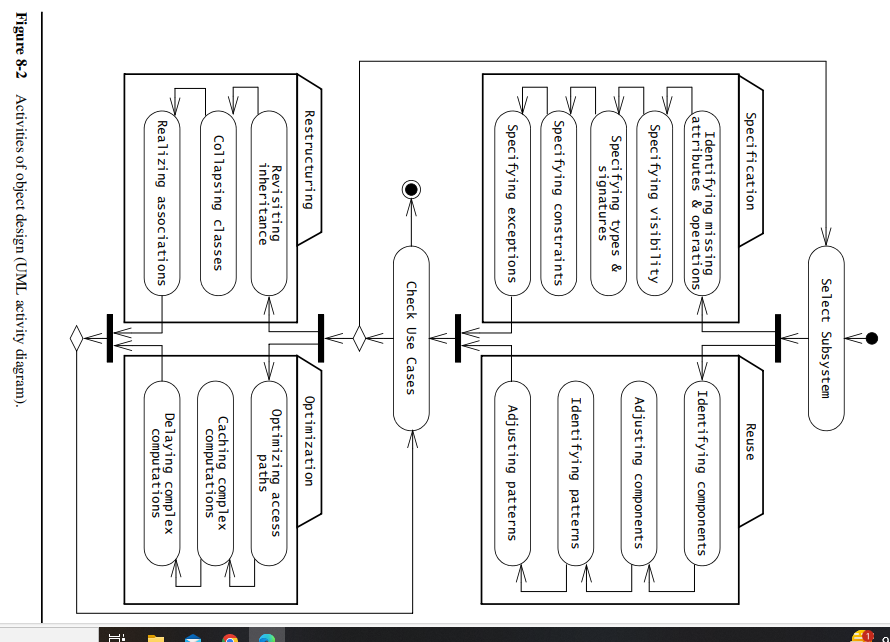 Select Subsystem
Specification
Identifying missing
attributes & operations
Specifying visibility
Specifying types &
signatures
Specifying constraints
Specifying exceptions
Reuse
Identifying components
Adjusting components
Identifying patterns
Adjusting patterns
Check Use Cases
Restructuring
Revisiting
inheritance
Collapsing classes
Realizing associations
Optimization
Optimizing access
paths
Caching complex
computations
Delaying complex
computations
Figure 8-2 Activities of object design (UML activity diagram).
1